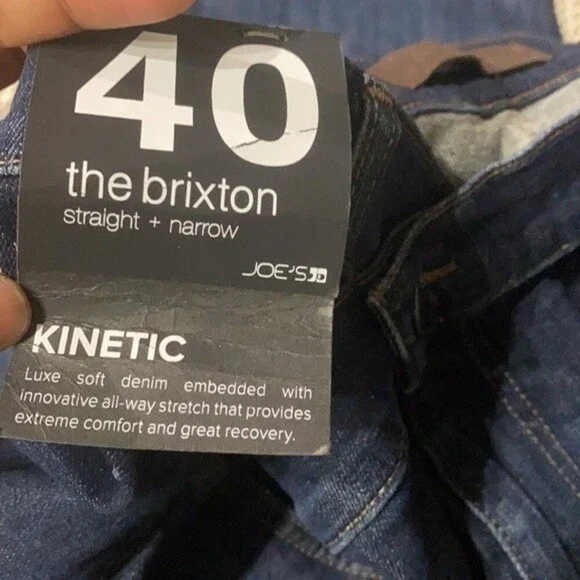 40
the brixton
straight + narrow
JOE'S
KINETIC
Luxe soft denim embedded with
innovative all-way stretch that provides
extreme comfort and great recovery.